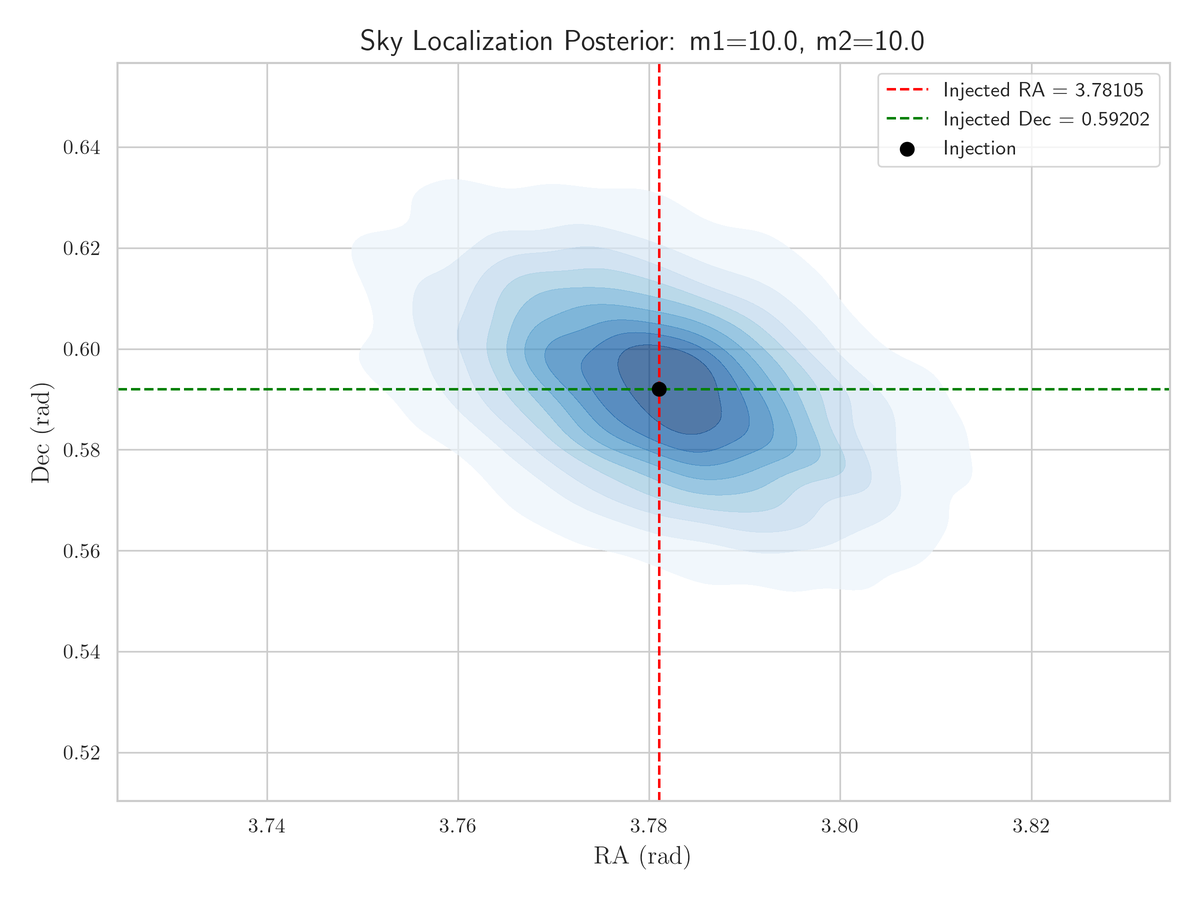 Sky Localization Posterior: m1=10.0, m2=10.0
Injected RA = 3.78105
Injected Dec = 0.59202
Injection
0.64
0.62
0.60
0.58
0.56
0.54
0.52
Dec (rad)
3.74 3.76 3.78 3.80 3.82
RA (rad)